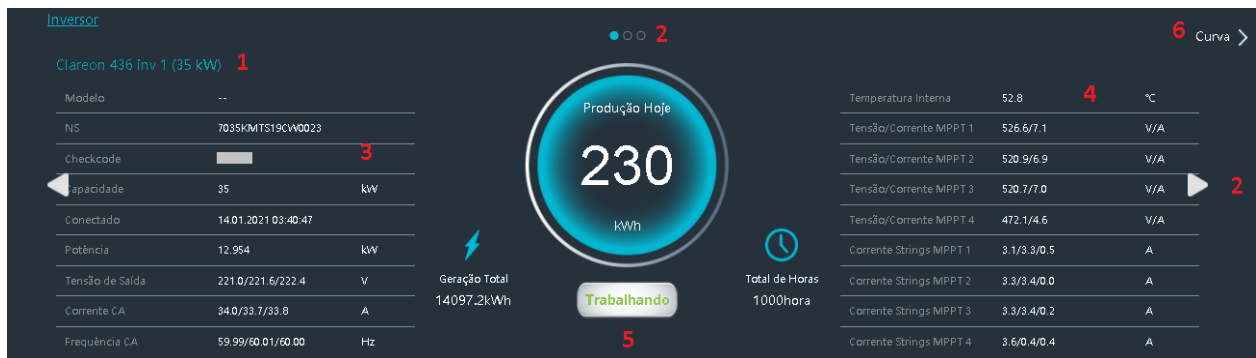 Inversor
2
6 Curva
Clareon 436 inv 1 (35 kW) 1
Modelo --
NS 7035KMTS19CW0023
Checkcode 3
Capacidade 35 kW
Conectado 14.01.2021 03:40:47
Potência 12.954 kW
Tensão de Saída 221.0/221.6/222.4 V
Corrente CA 34.0/33.7/33.8 A
Frequência CA 59.99/60.01/60.00 Hz
Produção Hoje
230
kWh
Geração Total
14097.2kWh
Trabalhando
5
Total de Horas
1000hora
Temperatura Interna 52.8 4 °C
Tensão/Corrente MPPT 1 526.6/7.1 V/A
Tensão/Corrente MPPT 2 520.9/6.9 V/A
Tensão/Corrente MPPT 3 520.7/7.0 V/A
2
Tensão/Corrente MPPT 4 472.1/4.6 V/A
Corrente Strings MPPT 1 3.1/3.3/0.5 A
Corrente Strings MPPT 2 3.3/3.4/0.0 A
Corrente Strings MPPT 3 3.3/3.4/0.2 A
Corrente Strings MPPT 4 3.6/0.4/0.4 A